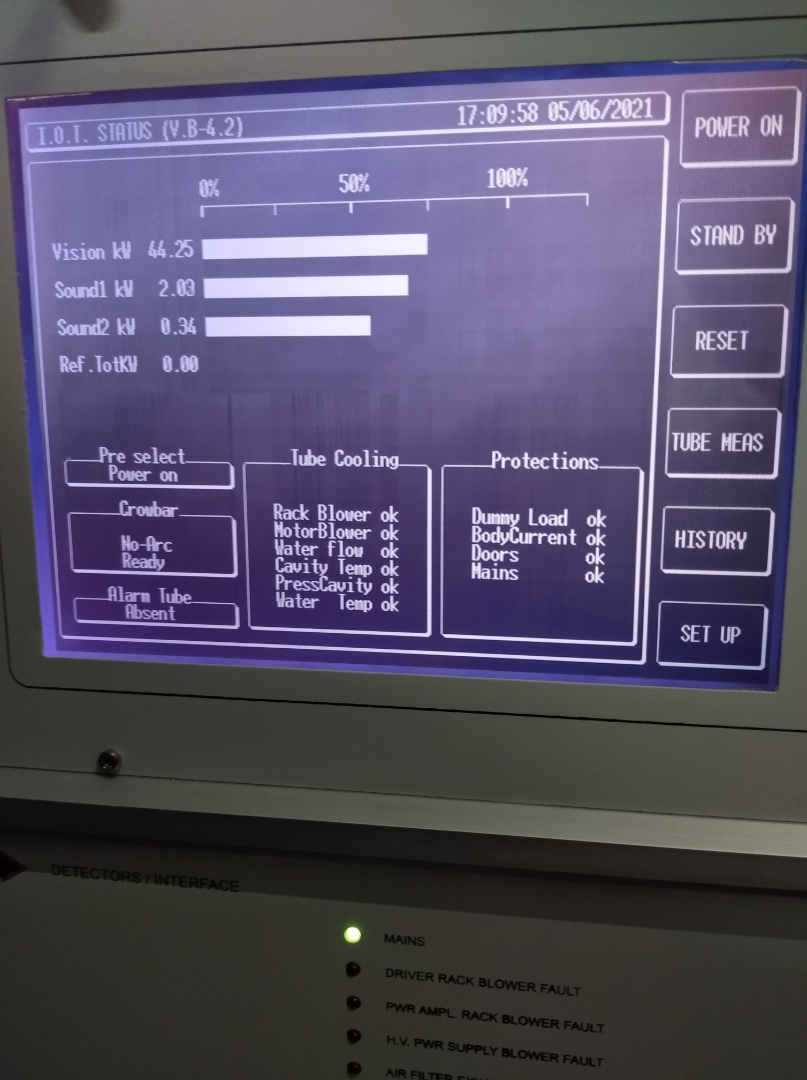 I.O.T. STATUS (V.B-4.2) 17:09:58 05/06/2021
0% 50% 100%
Vision kW 44.25
Sound1 kW 2.03
Sound2 kW 0.34
Ref.TotKW 0.00
Pre select
Power on
Crowbar
No-Arc
Ready
Alarm Tube
Absent
Tube Cooling
Rack Blower ok
MotorBlower ok
Water flow ok
Cavity Temp ok
PressCavity ok
Water Temp ok
Protections
Dummy Load ok
BodyCurrent ok
Doors ok
Mains ok
POWER ON
STAND BY
RESET
TUBE MEAS
HISTORY
SET UP
DETECTORS / INTERFACE
MAINS
DRIVER RACK BLOWER FAULT
PWR AMPL. RACK BLOWER FAULT
H.V. PWR SUPPLY BLOWER FAULT
AIR FILTER